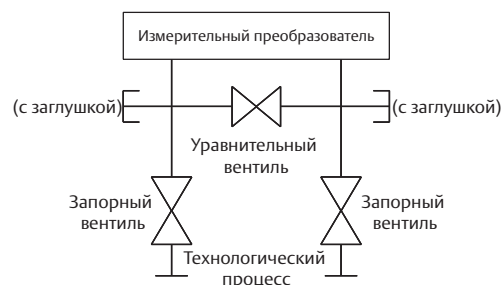 Измерительный преобразователь
(с заглушкой)
(с заглушкой)
Уравнительный
вентиль
Запорный
вентиль
Запорный
вентиль
Технологический
процесс